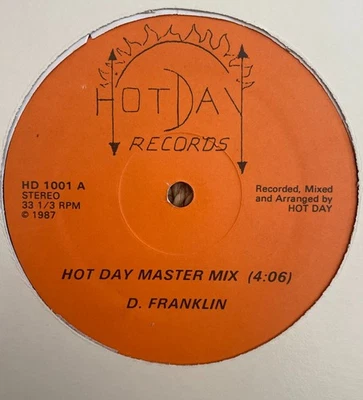 HOT DAY
RECORDS
HD 1001 A
STEREO
33 1/3 RPM
© 1987
Recorded, Mixed
and Arranged by
HOT DAY
HOT DAY MASTER MIX (4:06)
D. FRANKLIN